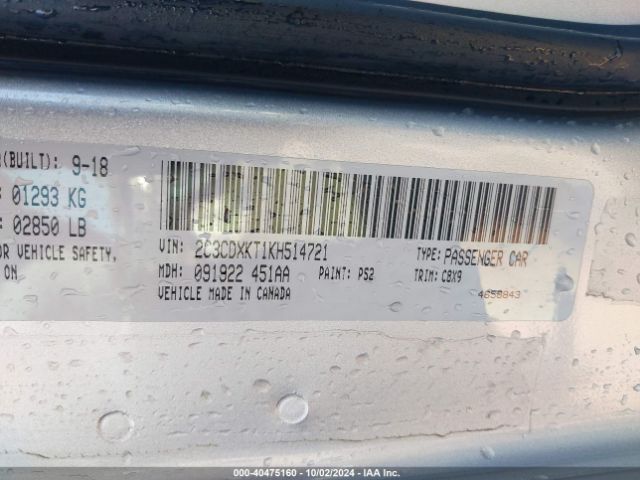 R(BUILT): 9-18
: 01293 KG
: 02850 LB
OR VEHICLE SAFETY,
ON
VIN: 2C3CDXKT1KH514721
TYPE: PASSENGER CAR
MDH: 091922 451AA
PAINT: PS2
TRIM: C8X9
VEHICLE MADE IN CANADA
4658843
000-40475160 - 10/02/2024 - IAA Inc.